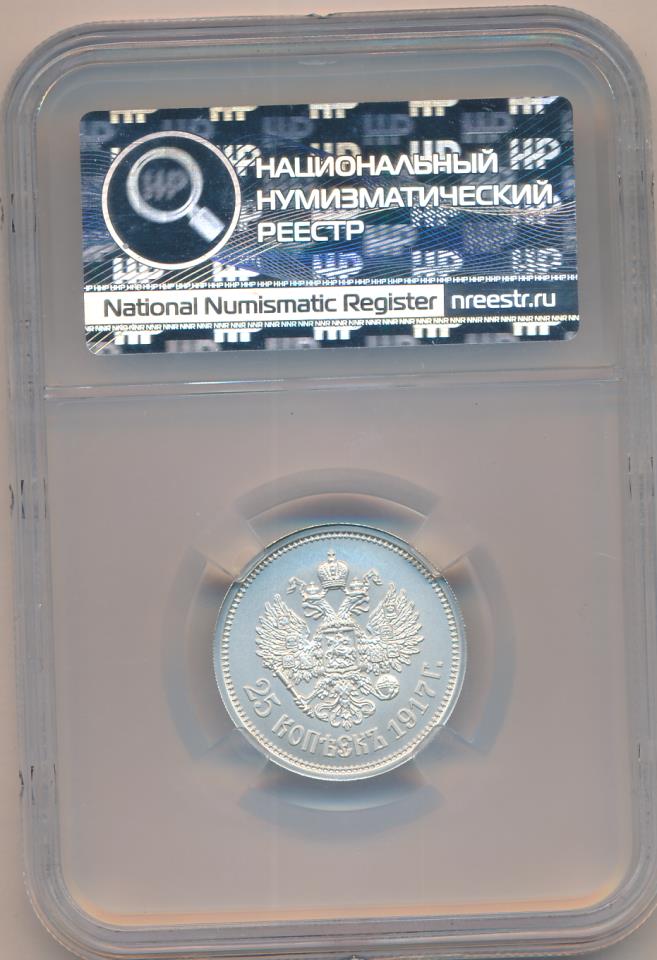 НАЦИОНАЛЬНЫЙ
НУМИЗМАТИЧЕСКИЙ
РЕЕСТР
National Numismatic Register nreestr.ru
25 КОПѢЕКЪ 1917 Г.